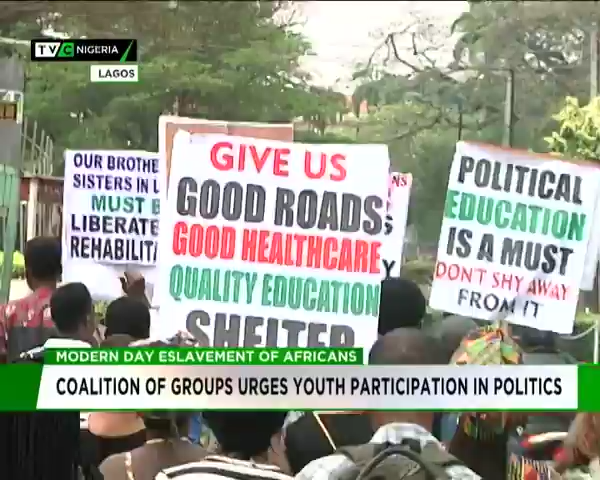 TVC NIGERIA
LAGOS
OUR BROTHE
SISTERS IN L
MUST B
LIBERATE
REHABILITA
GIVE US
GOOD ROADS
GOOD HEALTHCARE
QUALITY EDUCATION
SHELTER
POLITICAL
EDUCATION
IS A MUST
DON'T SHY AWAY
FROM IT
MODERN DAY ESLAVEMENT OF AFRICANS
COALITION OF GROUPS URGES YOUTH PARTICIPATION IN POLITICS